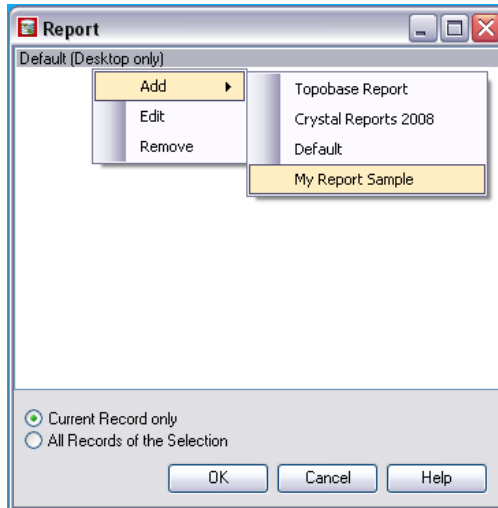 Report
Default (Desktop only)
Add
Edit
Remove
Topobase Report
Crystal Reports 2008
Default
My Report Sample
Current Record only
All Records of the Selection
OK Cancel Help